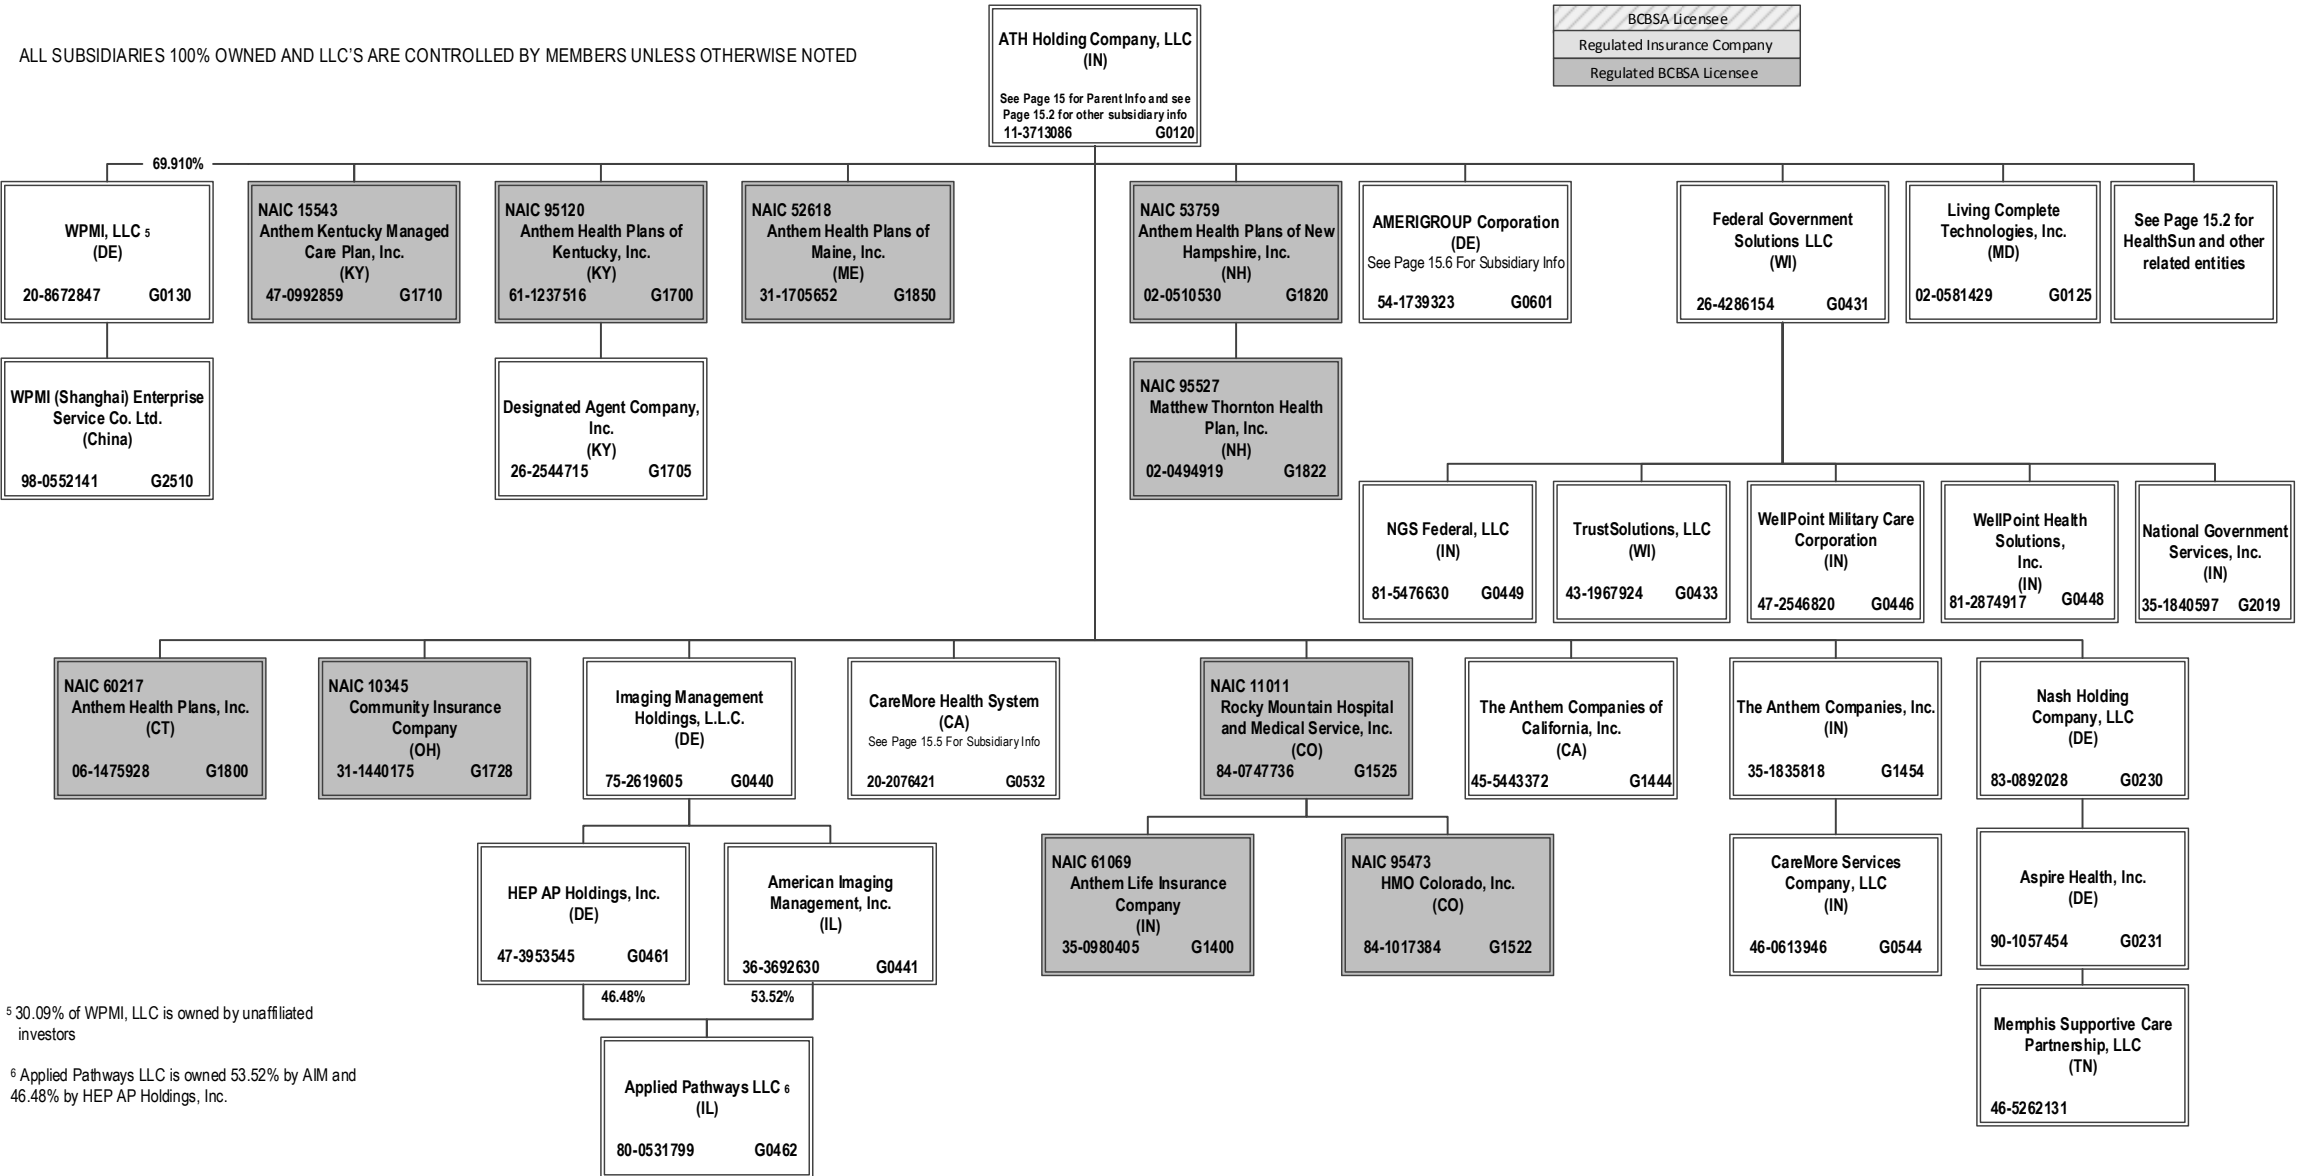 ALL SUBSIDIARIES 100% OWNED AND LLC'S ARE CONTROLLED BY MEMBERS UNLESS OTHERWISE NOTED
ATH Holding Company, LLC
(IN)
See Page 15 for Parent Info and see
Page 15.2 for other subsidiary info
11-3713086 G0120
BCBSA Licensee
Regulated Insurance Company
Regulated BCBSA Licensee
69.910%
WPMI, LLC 5
(DE)
20-8672847 G0130
NAIC 15543
Anthem Kentucky Managed
Care Plan, Inc.
(KY)
47-0992859 G1710
NAIC 95120
Anthem Health Plans of
Kentucky, Inc.
(KY)
61-1237516 G1700
NAIC 52618
Anthem Health Plans of
Maine, Inc.
(ME)
31-1705652 G1850
NAIC 53759
Anthem Health Plans of New
Hampshire, Inc.
(NH)
02-0510530 G1820
AMERIGROUP Corporation
(DE)
See Page 15.6 For Subsidiary Info
54-1739323 G0601
Federal Government
Solutions LLC
(WI)
26-4286154 G0431
Living Complete
Technologies, Inc.
(MD)
02-0581429 G0125
See Page 15.2 for
HealthSun and other
related entities
WPMI (Shanghai) Enterprise
Service Co. Ltd.
(China)
98-0552141 G2510
Designated Agent Company,
Inc.
(KY)
26-2544715 G1705
NAIC 95527
Matthew Thornton Health
Plan, Inc.
(NH)
02-0494919 G1822
NGS Federal, LLC
(IN)
81-5476630 G0449
TrustSolutions, LLC
(WI)
43-1967924 G0433
WellPoint Military Care
Corporation
(IN)
47-2546820 G0446
WellPoint Health
Solutions,
Inc.
(IN)
81-2874917 G0448
National Government
Services, Inc.
(IN)
35-1840597 G2019
NAIC 60217
Anthem Health Plans, Inc.
(CT)
06-1475928 G1800
NAIC 10345
Community Insurance
Company
(OH)
31-1440175 G1728
Imaging Management
Holdings, L.L.C.
(DE)
75-2619605 G0440
CareMore Health System
(CA)
See Page 15.5 For Subsidiary Info
20-2076421 G0532
NAIC 11011
Rocky Mountain Hospital
and Medical Service, Inc.
(CO)
84-0747736 G1525
The Anthem Companies of
California, Inc.
(CA)
45-5443372 G1444
The Anthem Companies, Inc.
(IN)
35-1835818 G1454
Nash Holding
Company, LLC
(DE)
83-0892028 G0230
HEP AP Holdings, Inc.
(DE)
47-3953545 G0461
American Imaging
Management, Inc.
(IL)
36-3692630 G0441
NAIC 61069
Anthem Life Insurance
Company
(IN)
35-0980405 G1400
NAIC 95473
HMO Colorado, Inc.
(CO)
84-1017384 G1522
CareMore Services
Company, LLC
(IN)
46-0613946 G0544
Aspire Health, Inc.
(DE)
90-1057454 G0231
46.48% 53.52%
Applied Pathways LLC 6
(IL)
80-0531799 G0462
Memphis Supportive Care
Partnership, LLC
(TN)
46-5262131
5 30.09% of WPMI, LLC is owned by unaffiliated
investors
6 Applied Pathways LLC is owned 53.52% by AIM and
46.48% by HEP AP Holdings, Inc.